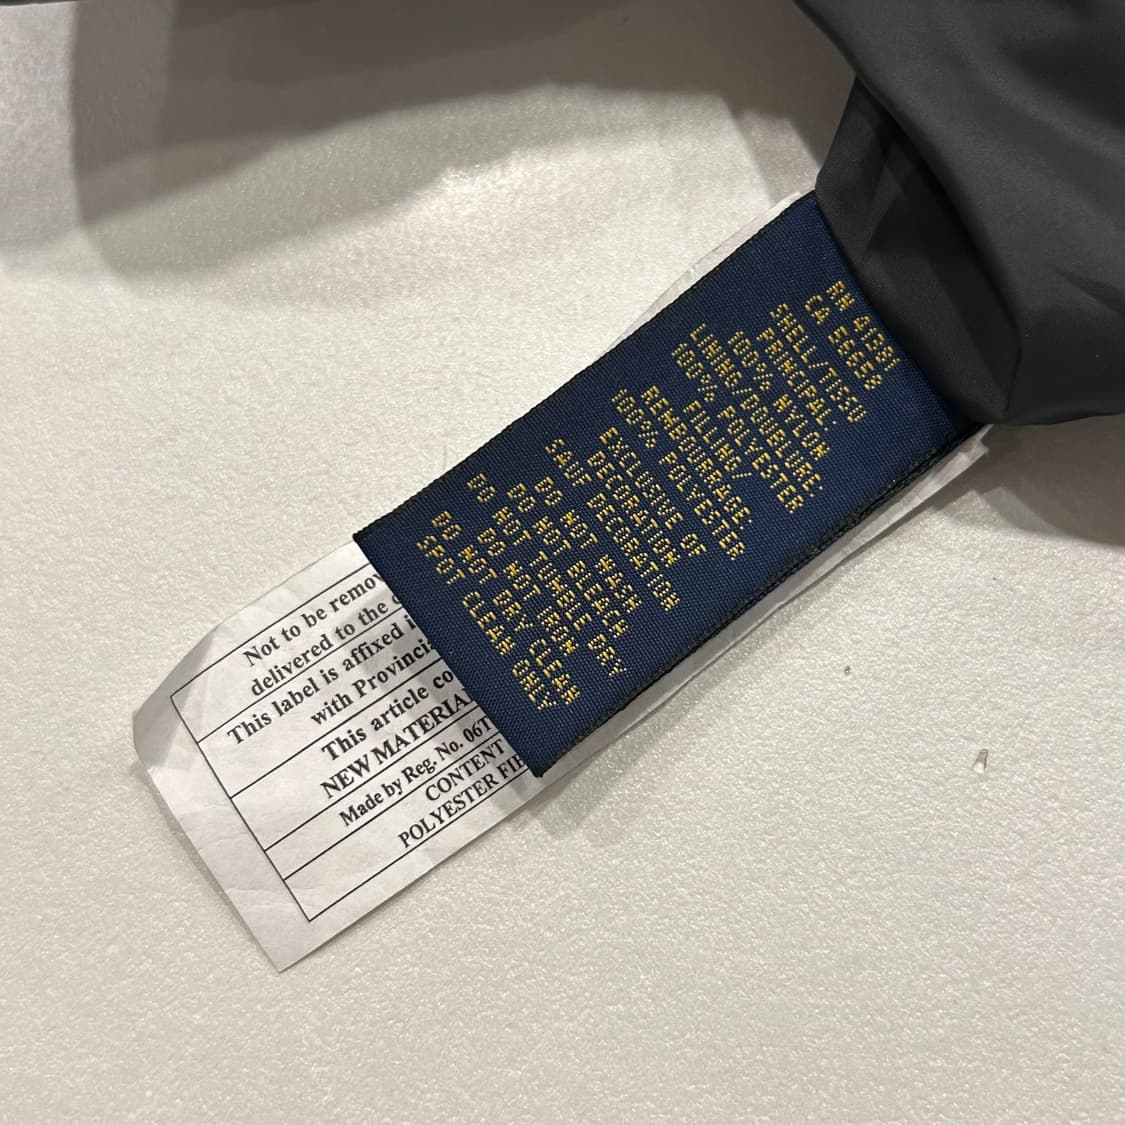 RN 41381
CA 56858
SHELL/TISSU
PRINCIPAL:
100% NYLON
LINING/DOUBLURE:
100% POLYESTER
FILLING/
REMBOURRAGE:
100% POLYESTER
EXCLUSIVE OF
DECORATION
SAUF DECORATION
DO NOT WASH
DO NOT BLEACH
DO NOT TUMBLE DRY
DO NOT IRON
DO NOT DRY CLEAN
SPOT CLEAN ONLY
Not to be remov
delivered to the c
This label is affixed i
with Provincia
This article co
NEW MATERIA
Made by Reg. No. 06T
CONTENT
POLYESTER FIB